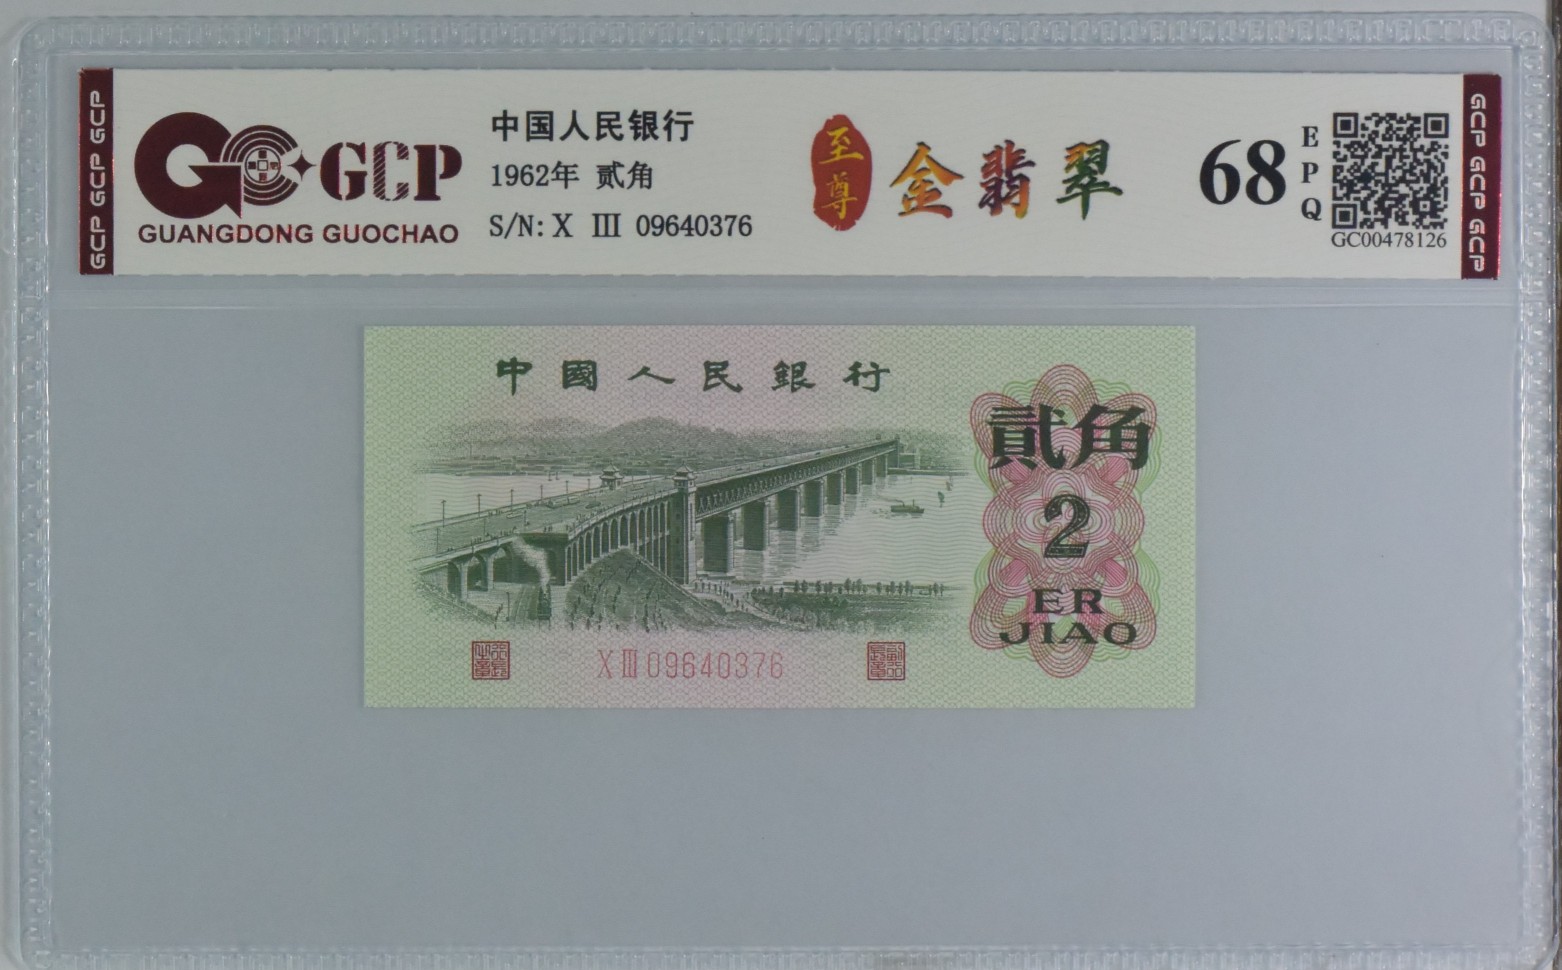 GCP GCP GCP
GCP
GUANGDONG GUOCHAO
中国人民银行
1962年 贰角
S/N: X III 09640376
至尊
金翡翠
68
EPQ
GC00478126
GCP GCP GCP
中國人民銀行
貳角
2
ER
JIAO
X III 09640376